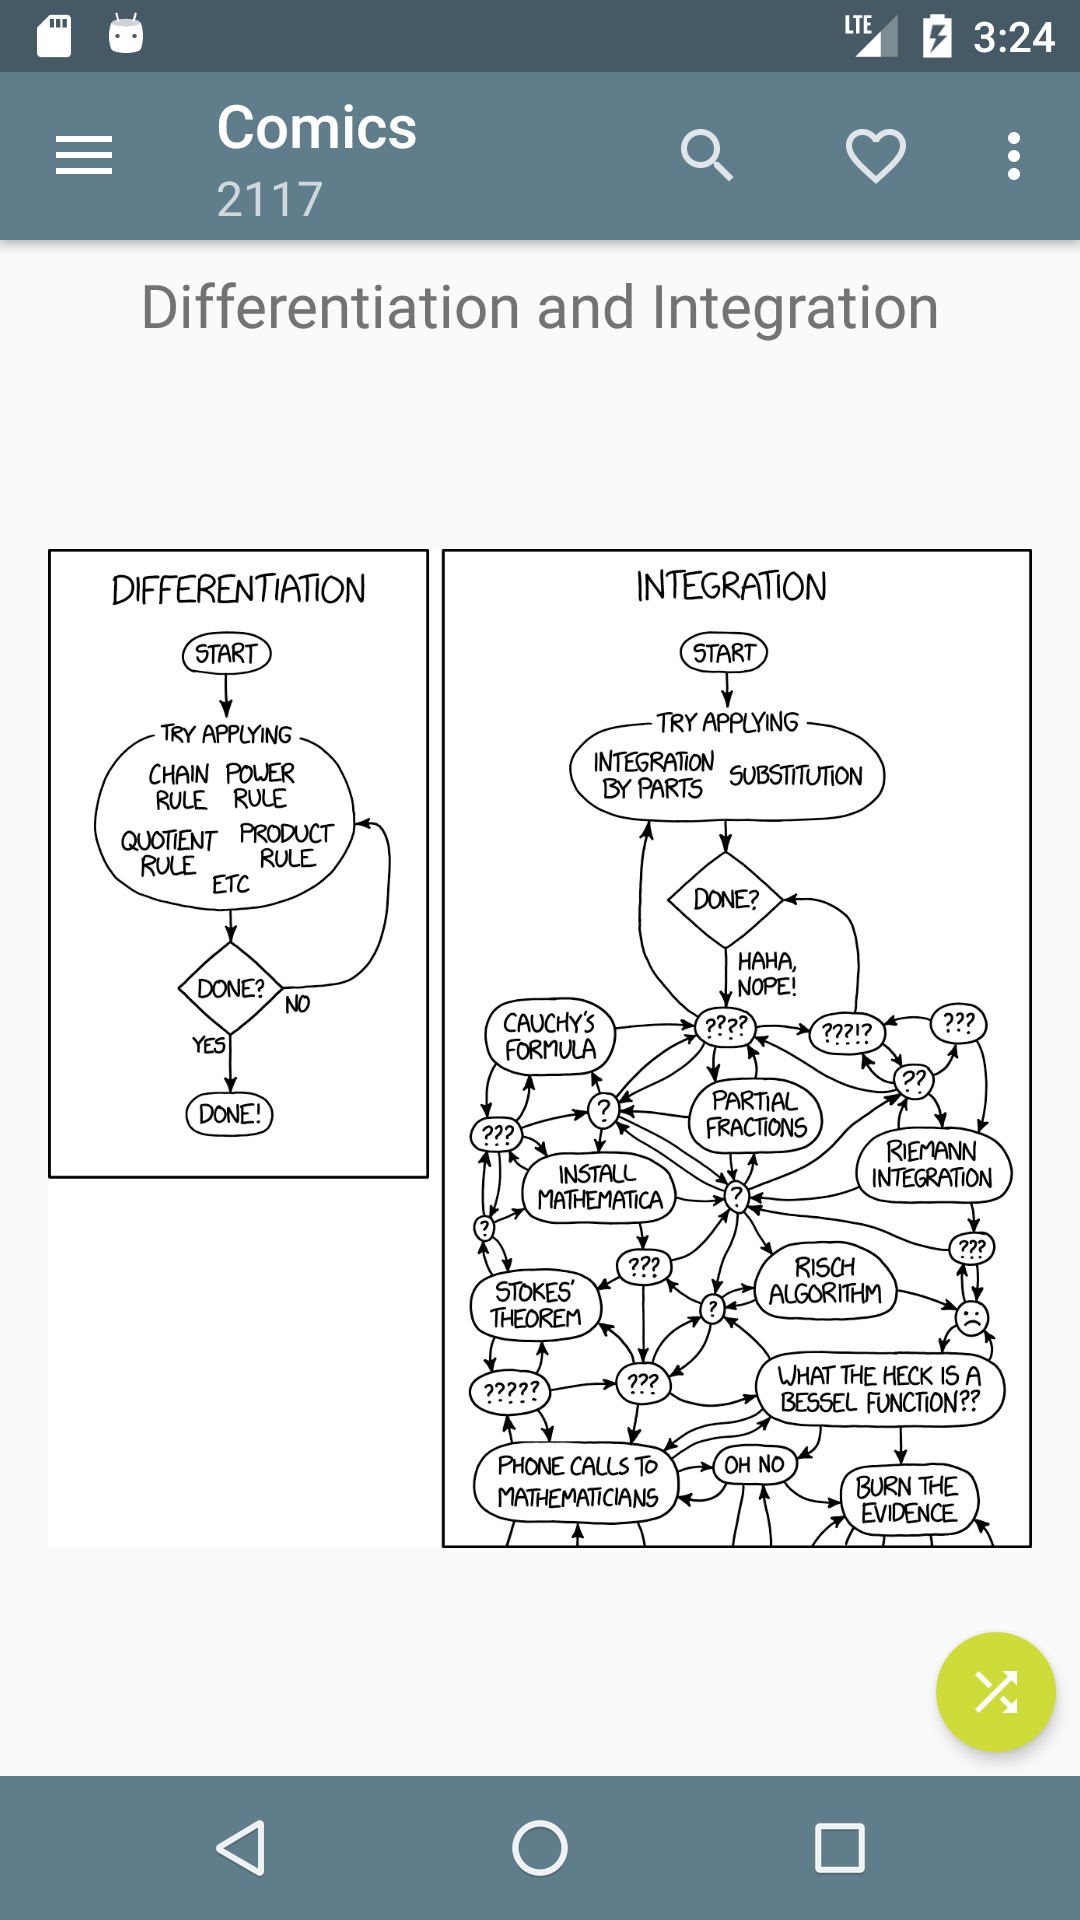 LTE 3:24
Comics
2117
Differentiation and Integration
DIFFERENTIATION
START
TRY APPLYING
CHAIN RULE
POWER RULE
QUOTIENT RULE
PRODUCT RULE
ETC
DONE?
NO
YES
DONE!
INTEGRATION
START
TRY APPLYING
INTEGRATION
BY PARTS
SUBSTITUTION
DONE?
HAHA,
NOPE!
CAUCHY'S
FORMULA
????
???!?
???
??
PARTIAL
FRACTIONS
?
???
RIEMANN
INTEGRATION
INSTALL
MATHEMATICA
?
?
???
???
RISCH
ALGORITHM
STOKES'
THEOREM
?
WHAT THE HECK IS A
BESSEL FUNCTION??
?????
???
PHONE CALLS TO
MATHEMATICIANS
OH NO
BURN THE
EVIDENCE